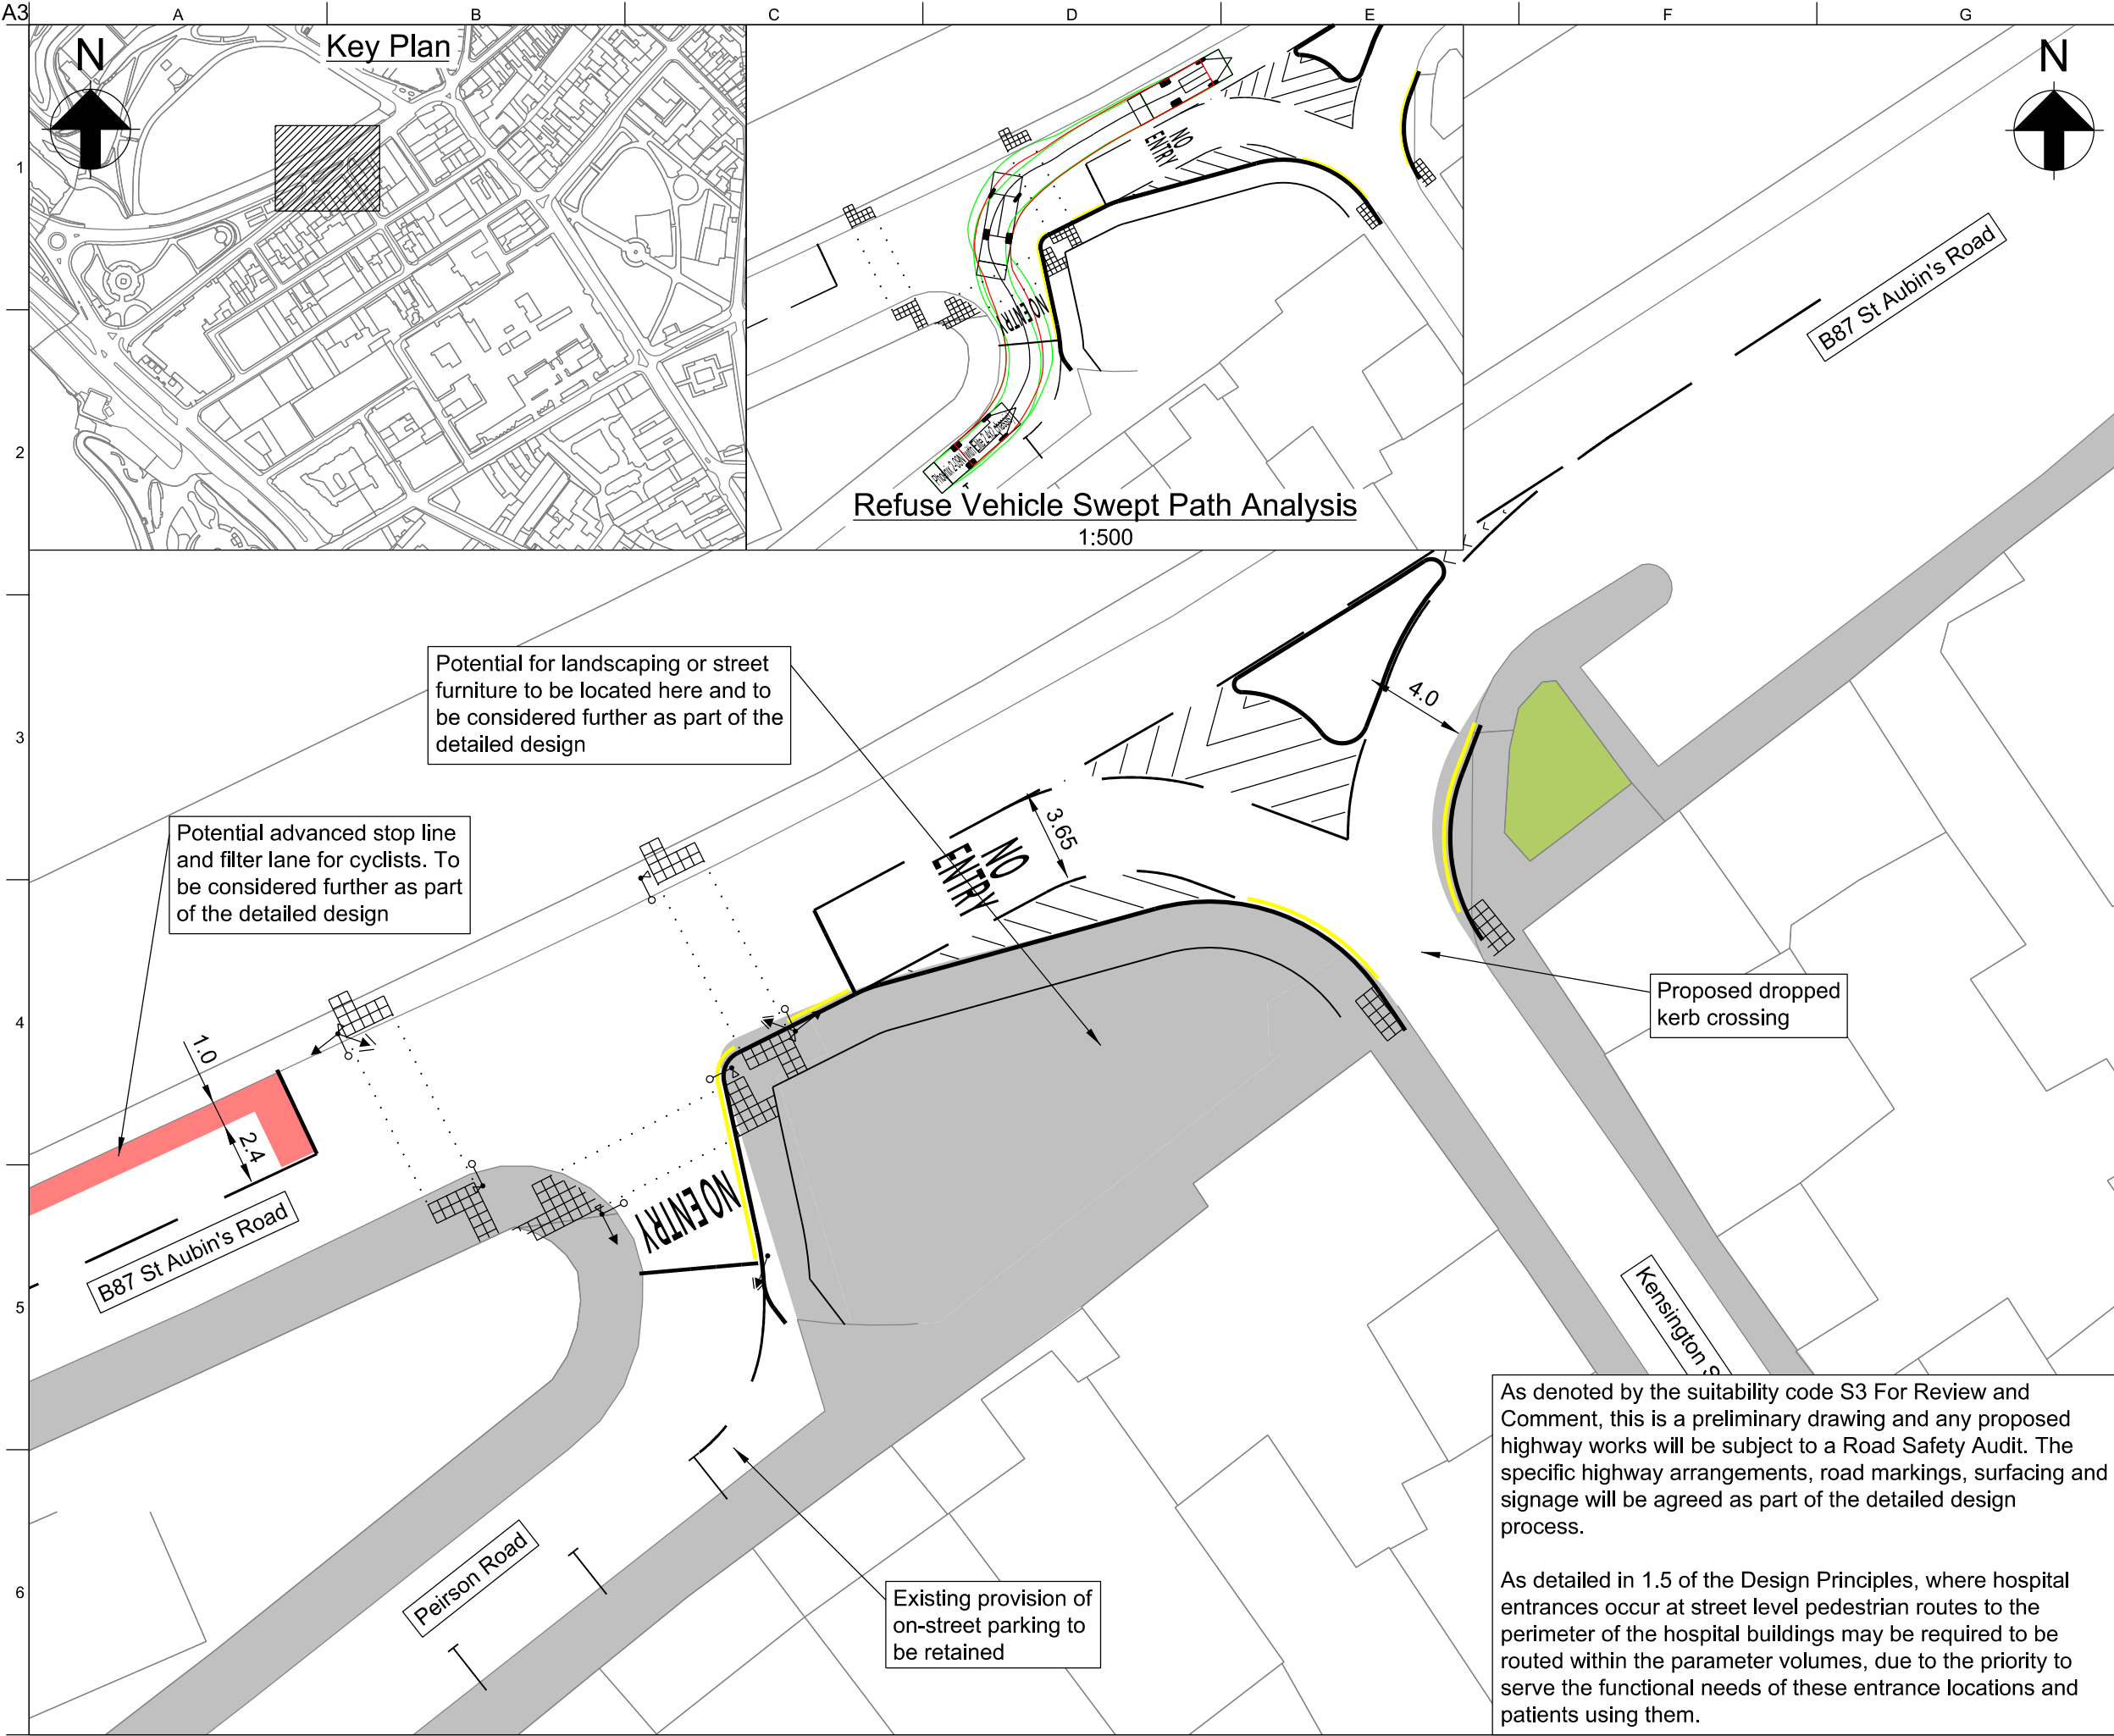 A3
A
B
C
D
E
F
G
1
2
3
4
5
6
N
Key Plan
N
NO
ENTRY
NO ENTRY
Refuse Vehicle Swept Path Analysis
1:500
B87 St Aubin's Road
Potential for landscaping or street
furniture to be located here and to
be considered further as part of the
detailed design
4.0
Potential advanced stop line
and filter lane for cyclists. To
be considered further as part
of the detailed design
3.65
NO
ENTRY
Proposed dropped
kerb crossing
1.0
2.4
B87 St Aubin's Road
NO ENTRY
Kensington S
Peirson Road
Existing provision of
on-street parking to
be retained
As denoted by the suitability code S3 For Review and
Comment, this is a preliminary drawing and any proposed
highway works will be subject to a Road Safety Audit. The
specific highway arrangements, road markings, surfacing and
signage will be agreed as part of the detailed design
process.
As detailed in 1.5 of the Design Principles, where hospital
entrances occur at street level pedestrian routes to the
perimeter of the hospital buildings may be required to be
routed within the parameter volumes, due to the priority to
serve the functional needs of these entrance locations and
patients using them.